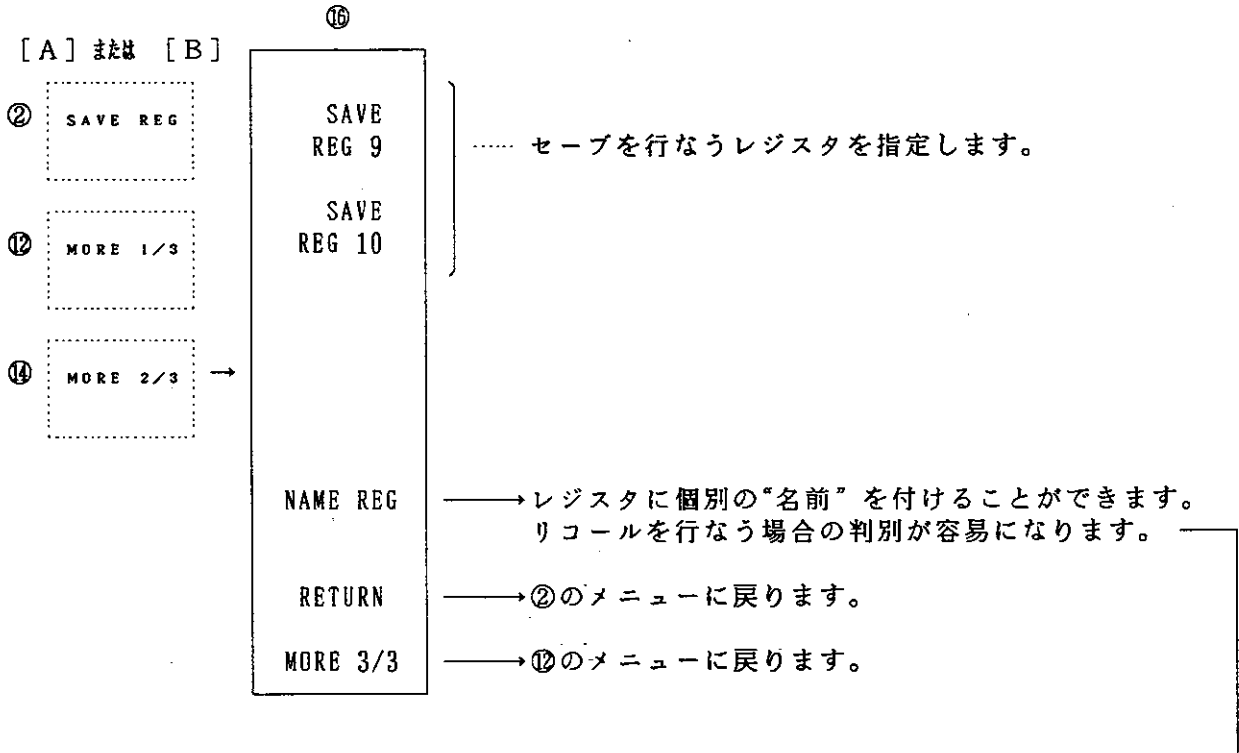 ⑯
[A] または [B]
② SAVE REG
SAVE
REG 9
…… セーブを行なうレジスタを指定します。
SAVE
REG 10
⑫ MORE 1/3
⑭ MORE 2/3 →
NAME REG ⟶ レジスタに個別の“名前”を付けることができます。
リコールを行なう場合の判別が容易になります。
RETURN ⟶ ②のメニューに戻ります。
MORE 3/3 ⟶ ⑫のメニューに戻ります。